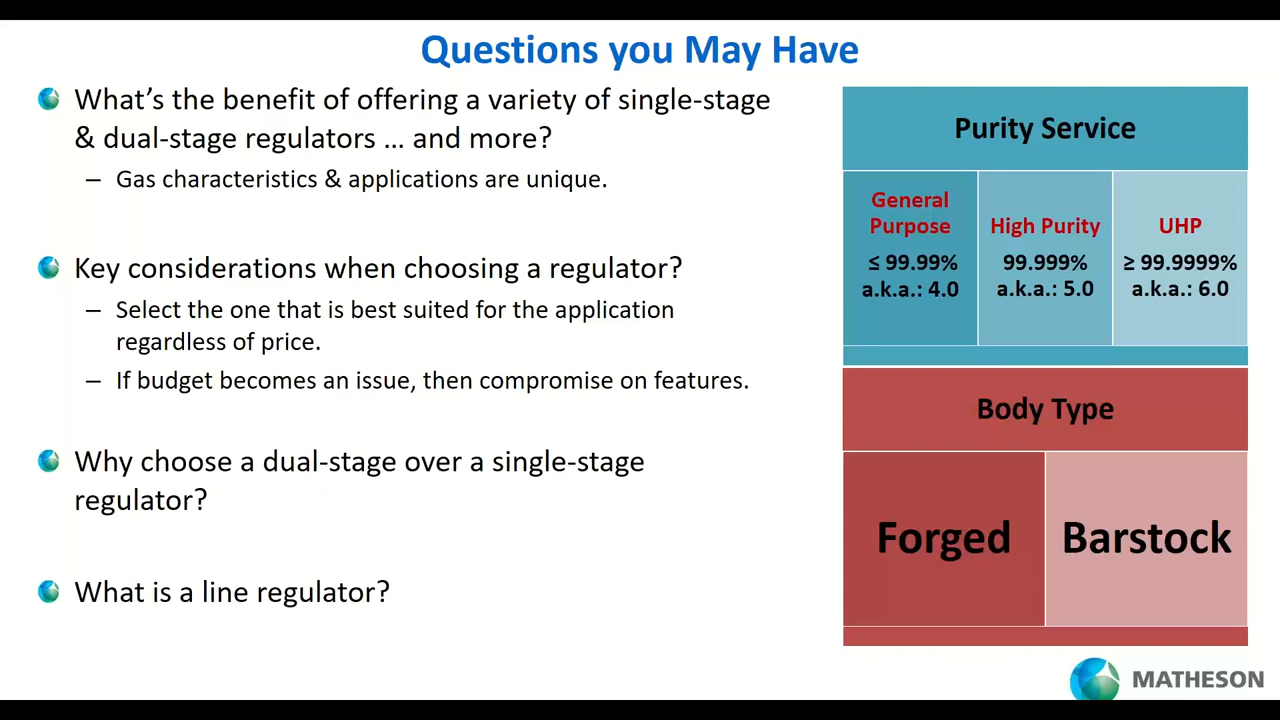 Questions you May Have
What’s the benefit of offering a variety of single-stage
& dual-stage regulators ... and more?
– Gas characteristics & applications are unique.
Key considerations when choosing a regulator?
– Select the one that is best suited for the application
regardless of price.
– If budget becomes an issue, then compromise on features.
Why choose a dual-stage over a single-stage
regulator?
What is a line regulator?
Purity Service
General
Purpose
≤ 99.99%
a.k.a.: 4.0
High Purity
99.999%
a.k.a.: 5.0
UHP
≥ 99.9999%
a.k.a.: 6.0
Body Type
Forged
Barstock
MATHESON